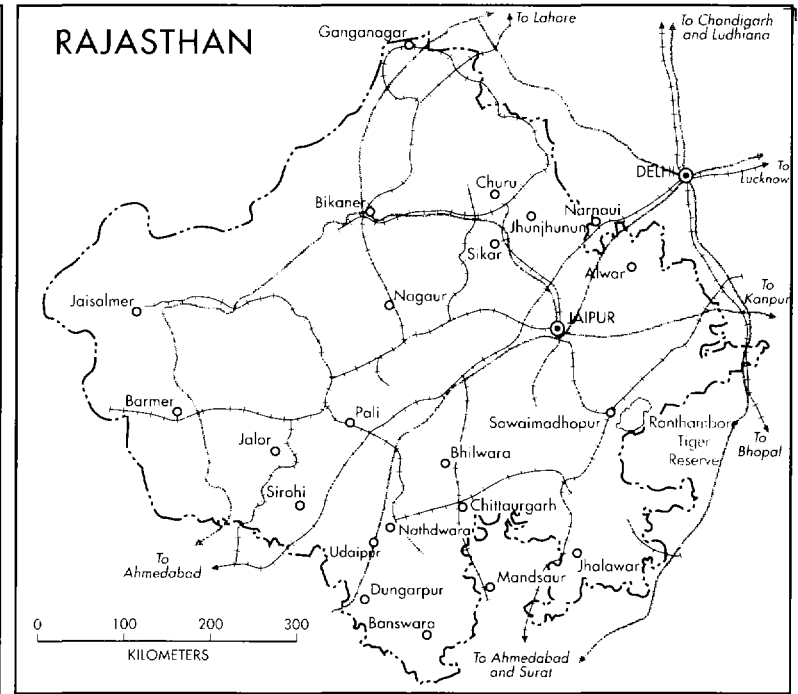 RAJASTHAN
Ganganagar
To Lahore
To Chandigarh
and Ludhiana
DELHI
To
Lucknow
Churu
Bikaner
Jhunjhunun
Narnaui
Sikar
Alwar
To
Kanpur
Jaisalmer
Nagaur
JAIPUR
Barmer
Pali
Sawaimadhopur
Ranthambor
Tiger
Reserve
To
Bhopal
Jalor
Bhilwara
Sirohi
Chittaurgarh
Nathdwara
Udaipur
To
Ahmedabad
Jhalawar
Mandsaur
Dungarpur
Banswara
0 100 200 300
KILOMETERS
To Ahmedabad
and Surat